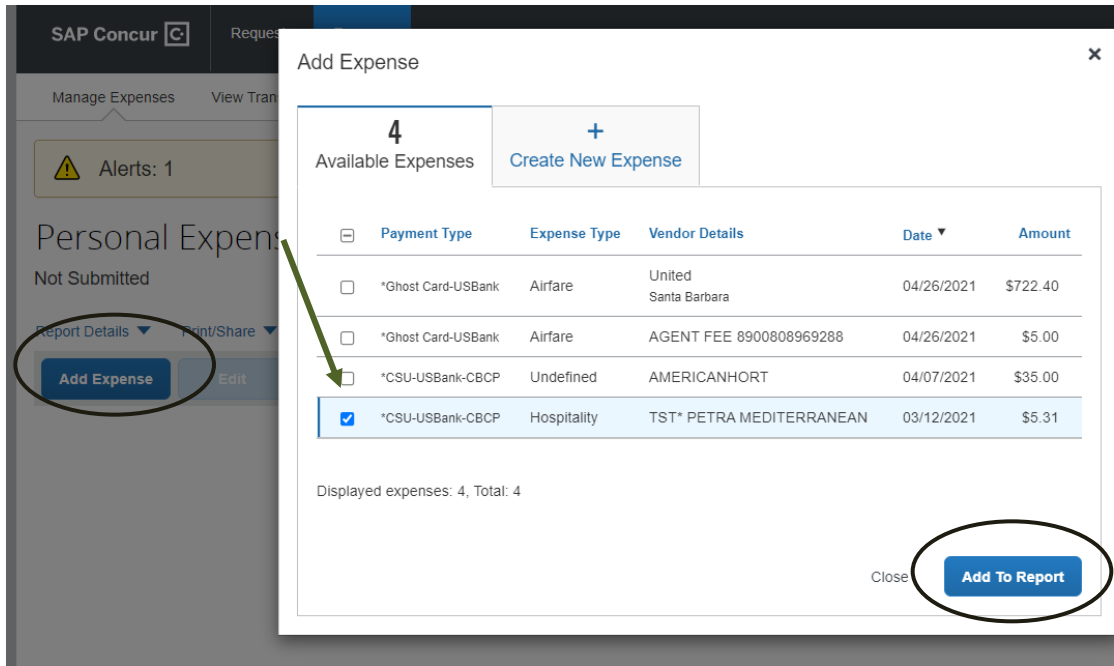 SAP Concur C Reques
Add Expense ×
Manage Expenses View Tran
4
Available Expenses
+
Create New Expense
Alerts: 1
Personal Expens
Payment Type Expense Type Vendor Details Date ▼ Amount
Not Submitted
*Ghost Card-USBank Airfare United Santa Barbara 04/26/2021 $722.40
Report Details ▼ Print/Share ▼
*Ghost Card-USBank Airfare AGENT FEE 8900808969288 04/26/2021 $5.00
Add Expense Edit
*CSU-USBank-CBCP Undefined AMERICANHORT 04/07/2021 $35.00
*CSU-USBank-CBCP Hospitality TST* PETRA MEDITERRANEAN 03/12/2021 $5.31
Displayed expenses: 4, Total: 4
Close Add To Report